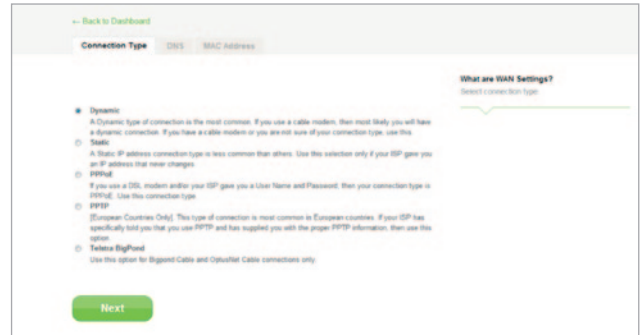 ← Back to Dashboard
Connection Type DNS MAC Address
What are WAN Settings?
Select connection type.
Dynamic
A Dynamic type of connection is the most common. If you use a cable modem, then most likely you will have
a dynamic connection. If you have a cable modem or you are not sure of your connection type, use this.
Static
A Static IP address connection type is less common than others. Use this selection only if your ISP gave you
an IP address that never changes.
PPPoE
If you use a DSL modem and/or your ISP gave you a User Name and Password, then your connection type is
PPPoE. Use this connection type.
PPTP
[European Countries Only]. This type of connection is most common in European countries. If your ISP has
specifically told you that you use PPTP and has supplied you with the proper PPTP information, then use this
option.
Telstra BigPond
Use this option for Bigpond Cable and OptusNet Cable connections only.
Next